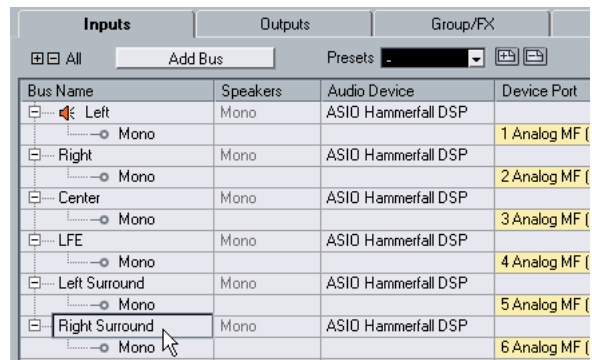 Inputs Outputs Group/FX
All Add Bus Presets -
Bus Name Speakers Audio Device Device Port
Left Mono ASIO Hammerfall DSP
Mono 1 Analog MF (
Right Mono ASIO Hammerfall DSP
Mono 2 Analog MF (
Center Mono ASIO Hammerfall DSP
Mono 3 Analog MF (
LFE Mono ASIO Hammerfall DSP
Mono 4 Analog MF (
Left Surround Mono ASIO Hammerfall DSP
Mono 5 Analog MF (
Right Surround Mono ASIO Hammerfall DSP
Mono 6 Analog MF (